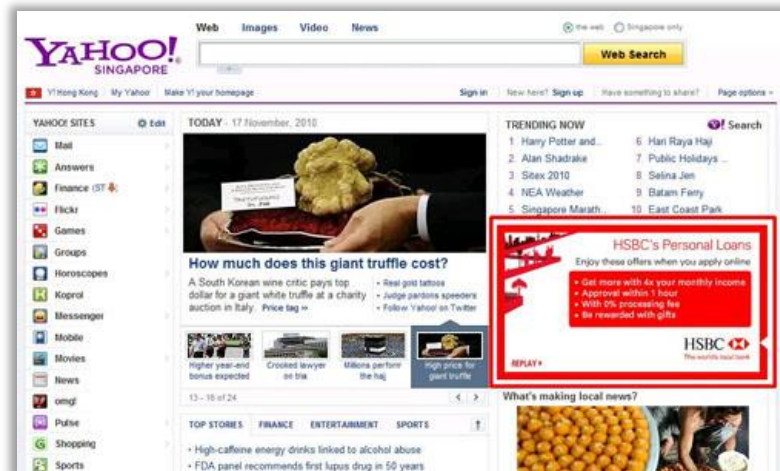 Web Images Video News
the web Singapore only
YAHOO!
SINGAPORE
Web Search
Y! Hong Kong My Yahoo Make Y! your homepage
Sign in New here? Sign up Have something to share? Page options
YAHOO! SITES Edit
Mail
Answers
Finance (ST
Flickr
Games
Groups
Horoscopes
Koprol
Messenger
Mobile
Movies
News
omg!
Pulse
Shopping
Sports
TODAY - 17 November, 2010
How much does this giant truffle cost?
A South Korean wine critic pays top
dollar for a giant white truffle at a charity
auction in Italy. Price tag »
• Real gold tattoos
• Judge pardons speeders
• Follow Yahoo! on Twitter
Higher year-end
bonus expected
Crooked lawyer
on trial
Millions perform
the hajj
High price for
giant truffle
13 - 16 of 24
TOP STORIES FINANCE ENTERTAINMENT SPORTS
• High-caffeine energy drinks linked to alcohol abuse
• FDA panel recommends first lupus drug in 50 years
TRENDING NOW Y! Search
1 Harry Potter and...
2 Alan Shadrake
3 Sitex 2010
4 NEA Weather
5 Singapore Marath...
6 Hari Raya Haji
7 Public Holidays ...
8 Selina Jen
9 Batam Ferry
10 East Coast Park
HSBC's Personal Loans
Enjoy these offers when you apply online
• Get more with 4x your monthly income
• Approval within 1 hour
• With 0% processing fee
• Be rewarded with gifts
HSBC
The world's local bank
REPLAY
What's making local news?